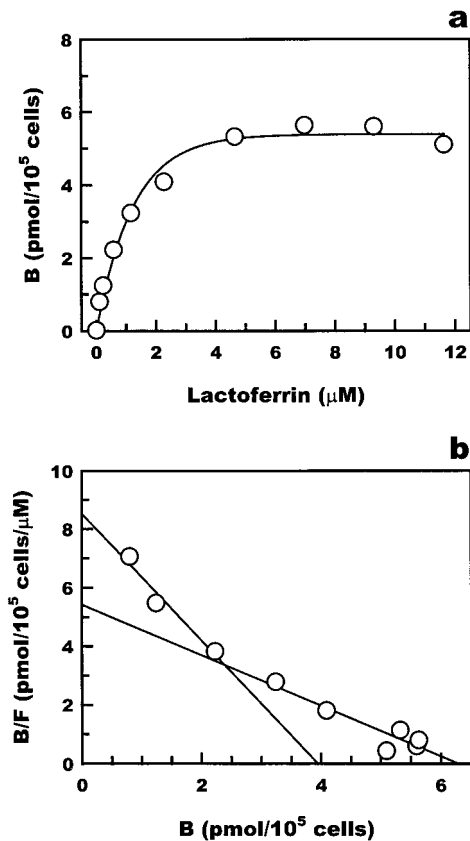 a
8
6
4
2
0
B (pmol/10⁵ cells)
0 2 4 6 8 10 12
Lactoferrin (μM)
b
10
8
6
4
2
0
B/F (pmol/10⁵ cells/μM)
0 2 4 6
B (pmol/10⁵ cells)